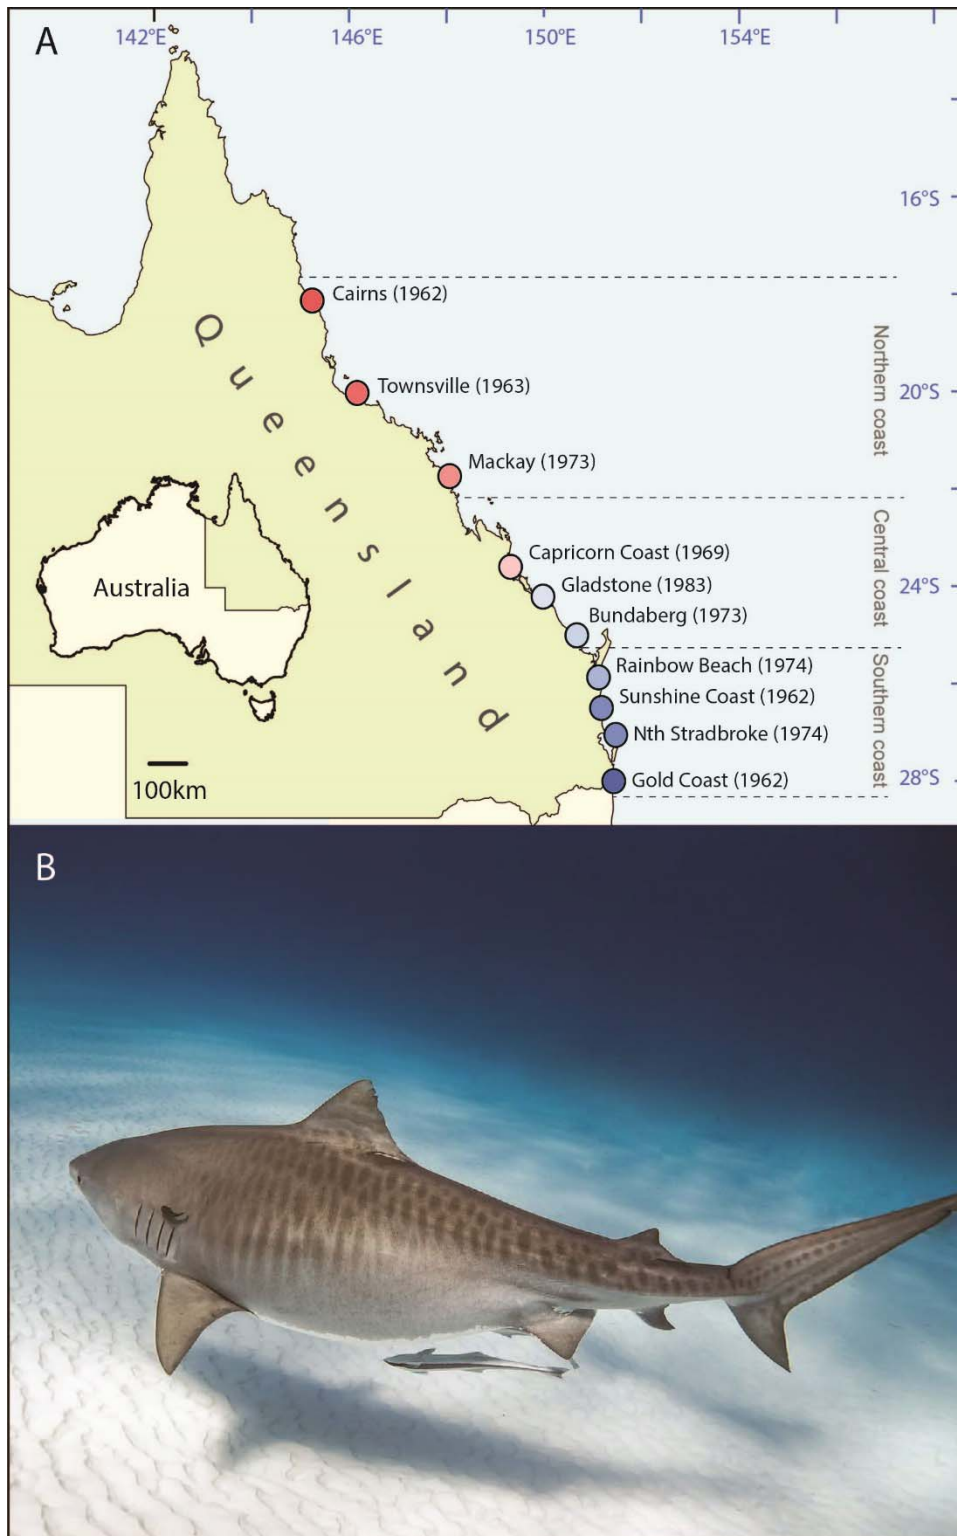 A
142°E
146°E
150°E
154°E
16°S
Cairns (1962)
Northern coast
Queensland
Townsville (1963)
20°S
Mackay (1973)
Central coast
Capricorn Coast (1969)
Australia
Gladstone (1983)
24°S
Bundaberg (1973)
Southern coast
Rainbow Beach (1974)
Sunshine Coast (1962)
Nth Stradbroke (1974)
100km
Gold Coast (1962)
28°S
B